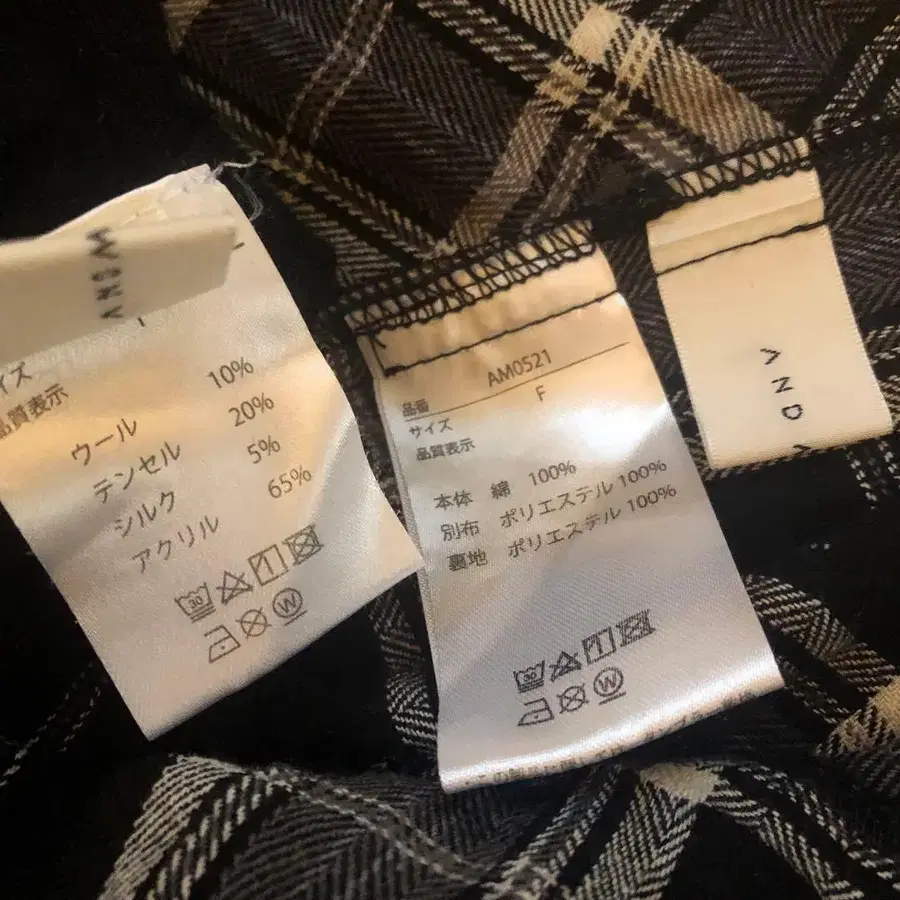 イズ
品質表示
ウール 10%
テンセル 20%
シルク 5%
アクリル 65%
30
W
品番 AM0521
サイズ F
品質表示
本体 綿 100%
別布 ポリエステル 100%
裏地 ポリエステル 100%
30
W